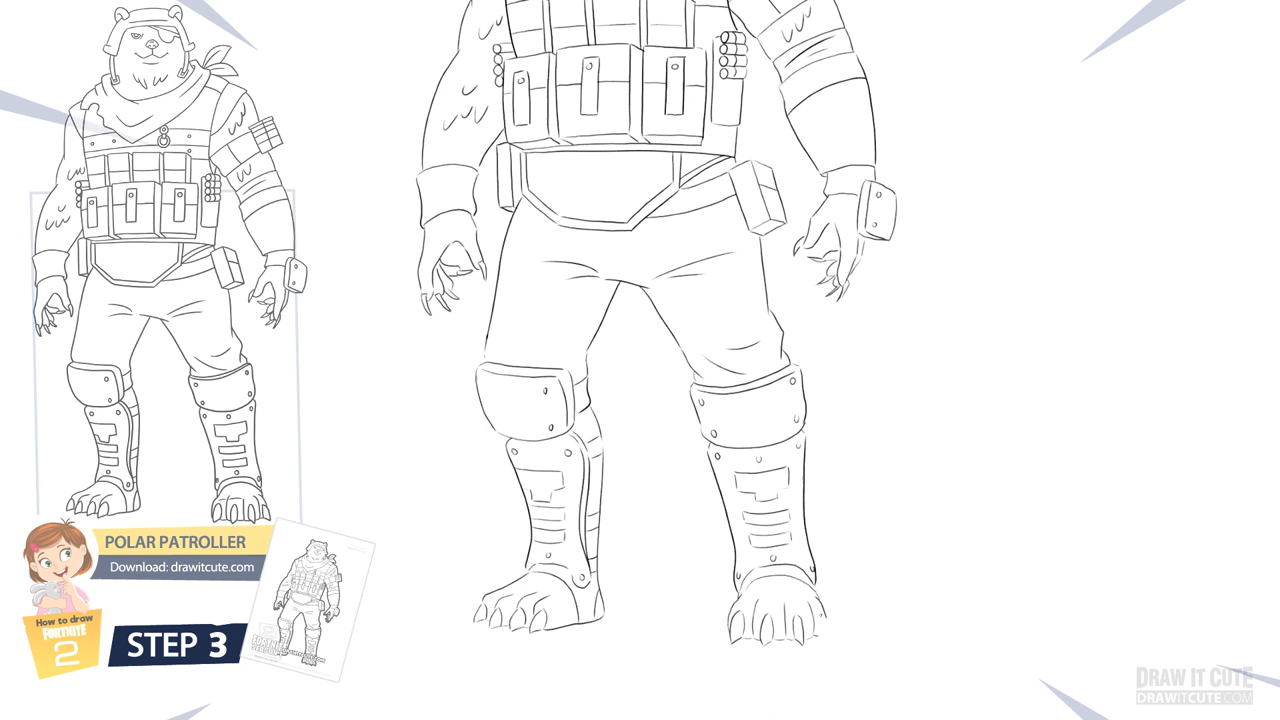 POLAR PATROLLER
Download: drawitcute.com
How to draw
FORTNITE
2
STEP 3
DRAW IT CUTE
DRAWITCUTE.COM